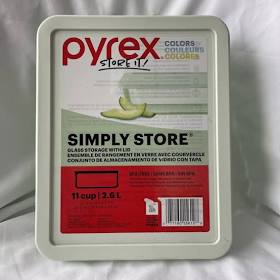 pyrex
STORE IT!
COLORS
COULEURS
COLORES
SIMPLY STORE®
GLASS STORAGE WITH LID
ENSEMBLE DE RANGEMENT EN VERRE AVEC COUVERCLE
CONJUNTO DE ALMACENAMIENTO DE VIDRIO CON TAPA
11 cup | 2.6 L